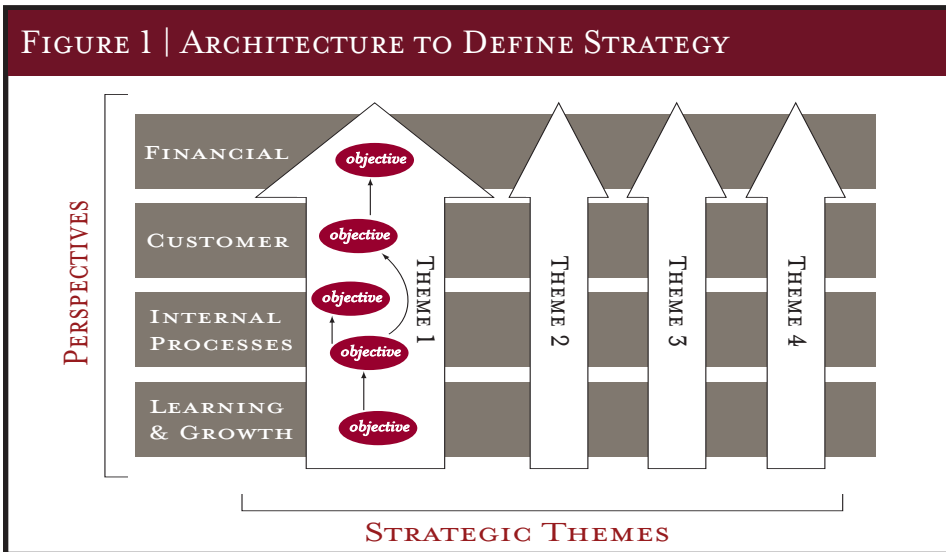 FIGURE 1 | ARCHITECTURE TO DEFINE STRATEGY
PERSPECTIVES
FINANCIAL
CUSTOMER
INTERNAL
PROCESSES
LEARNING
& GROWTH
objective
objective
objective
objective
objective
THEME 1
THEME 2
THEME 3
THEME 4
STRATEGIC THEMES